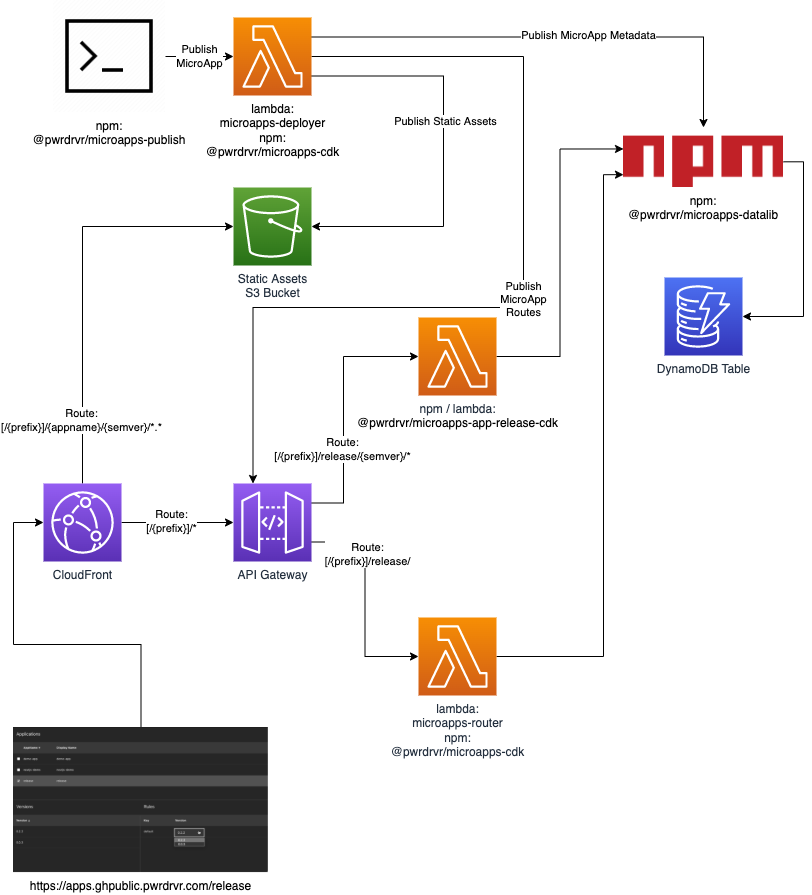 Publish
MicroApp
Publish MicroApp Metadata
npm:
@pwrdrvr/microapps-publish
lambda:
microapps-deployer
npm:
@pwrdrvr/microapps-cdk
Publish Static Assets
npm
npm:
@pwrdrvr/microapps-datalib
Static Assets
S3 Bucket
Publish
MicroApp
Routes
DynamoDB Table
npm / lambda:
@pwrdrvr/microapps-app-release-cdk
Route:
[/{prefix}]/{appname}/{semver}/*.*
Route:
[/{prefix}]/release/{semver}/*
Route:
[/{prefix}]/*
CloudFront
API Gateway
Route:
[/{prefix}]/release/
lambda:
microapps-router
npm:
@pwrdrvr/microapps-cdk
Applications
Versions
Rules
https://apps.ghpublic.pwrdrvr.com/release